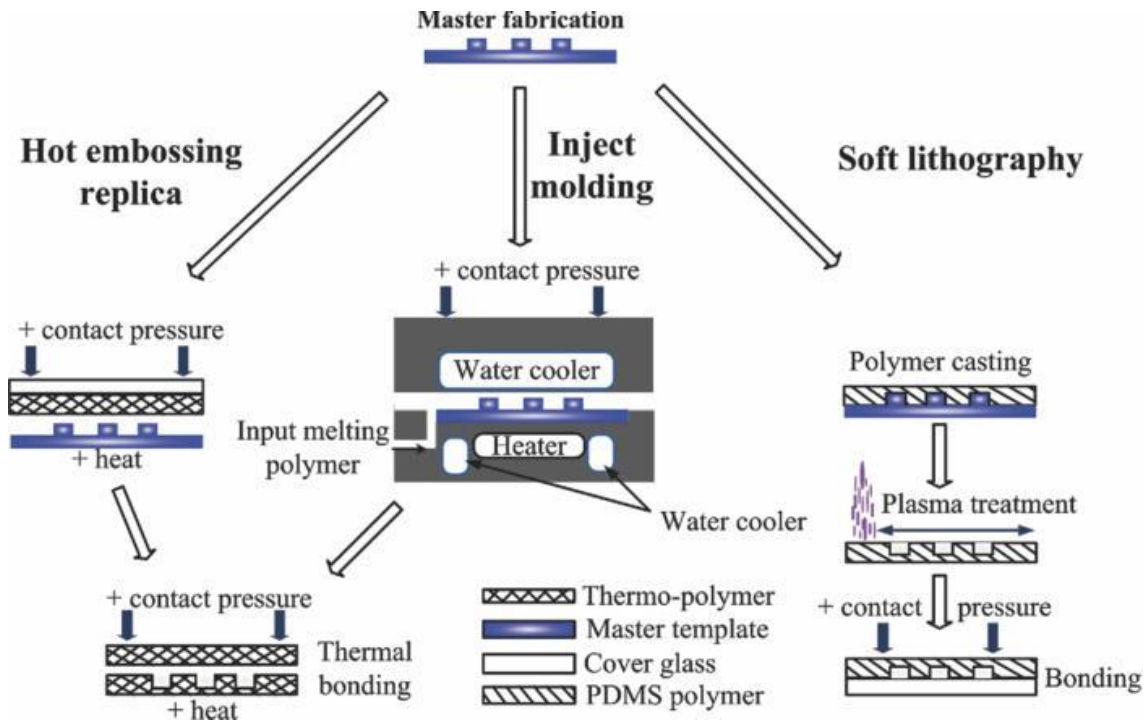 Master fabrication
Hot embossing
replica
Inject
molding
Soft lithography
+ contact pressure
+ heat
+ contact pressure
Water cooler
Heater
Input melting
polymer
Water cooler
Polymer casting
Plasma treatment
+ contact pressure
Bonding
+ contact pressure
Thermal
bonding
+ heat
Thermo-polymer
Master template
Cover glass
PDMS polymer